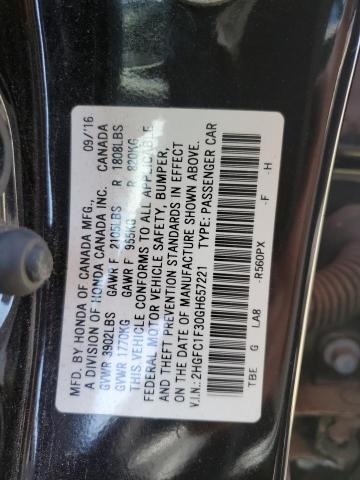 MFD. BY HONDA OF CANADA MFG., 09/16
A DIVISION OF HONDA CANADA INC. CANADA
GVWR 3902LBS GAWR F 2105LBS R 1808LBS
GVWR 1770KG GAWR F 955KG R 820KG
THIS VEHICLE CONFORMS TO ALL APPLICABLE
FEDERAL MOTOR VEHICLE SAFETY, BUMPER,
AND THEFT PREVENTION STANDARDS IN EFFECT
ON THE DATE OF MANUFACTURE SHOWN ABOVE.
V.I.N.: 2HGFC1F30GH657221 TYPE: PASSENGER CAR
TBE G LA8 -R560PX -F -H